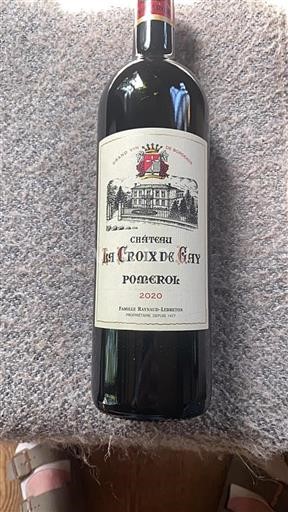 GRAND VIN DE BORDEAUX
CHÂTEAU
LA CROIX DE GAY
POMEROL
2020
FAMILLE RAYNAUD-LEBRETON
PROPRIÉTAIRE DEPUIS 1477